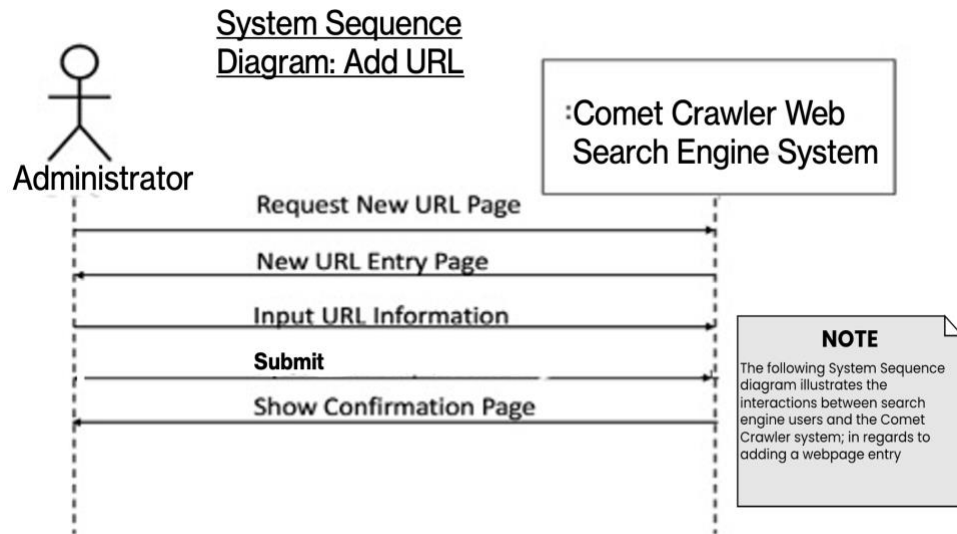 System Sequence
Diagram: Add URL
:Comet Crawler Web
Search Engine System
Administrator
Request New URL Page
New URL Entry Page
Input URL Information
Submit
Show Confirmation Page
NOTE
The following System Sequence
diagram illustrates the
interactions between search
engine users and the Comet
Crawler system; in regards to
adding a webpage entry